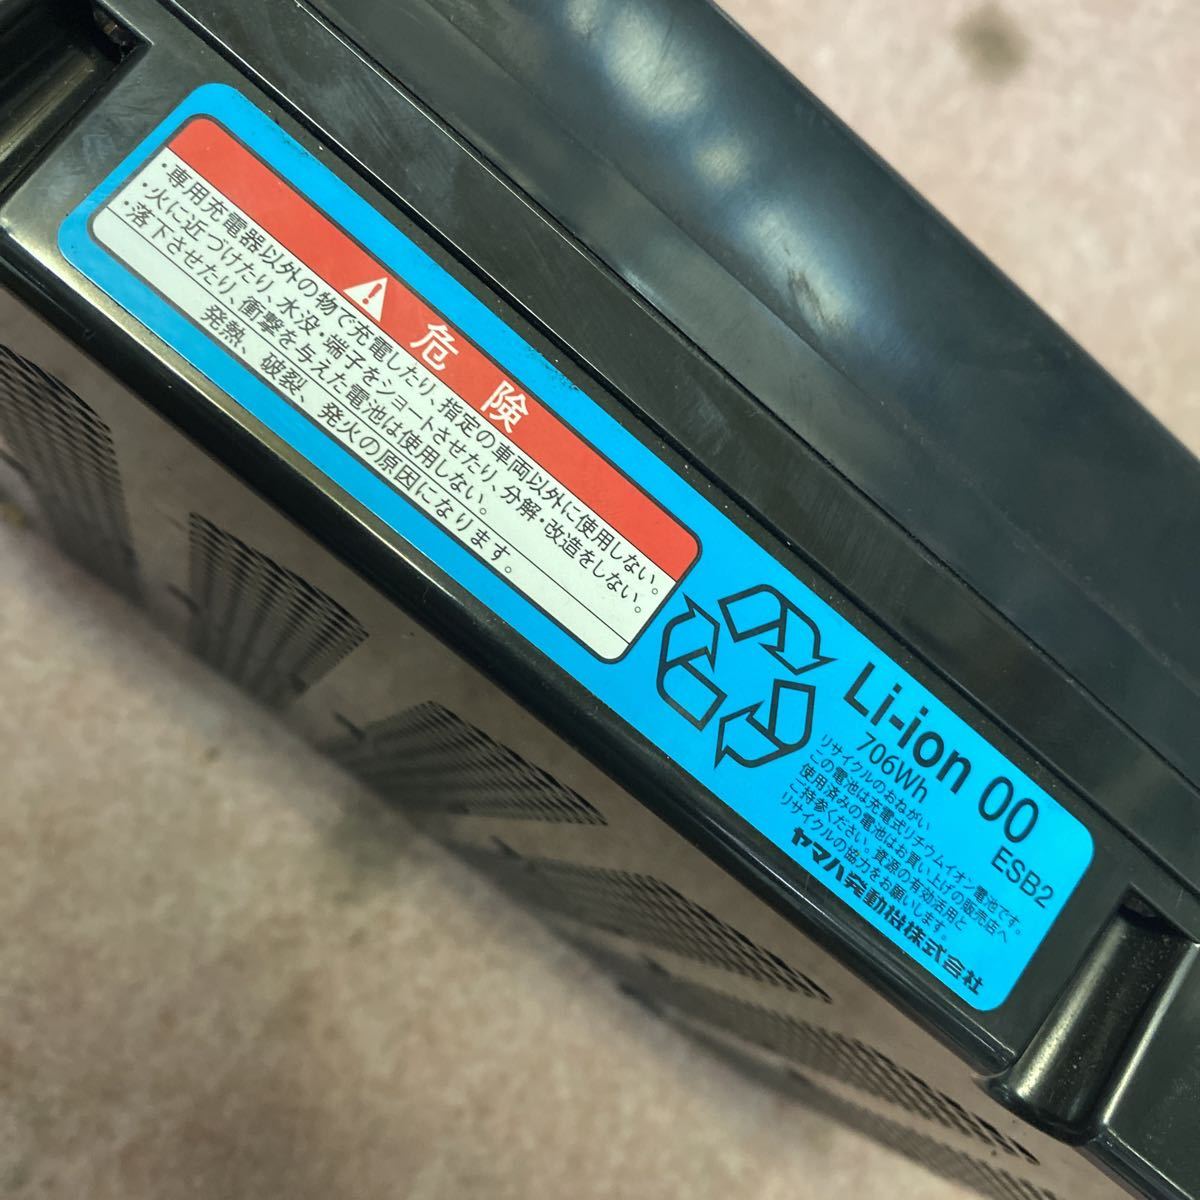 危険
・専用充電器以外の物で充電したり、指定の車両以外に使用しない。
・火に近づけたり、水没・端子をショートさせたり、分解・改造をしない。
・落下させたり、衝撃を与えた電池は使用しない。
発熱、破裂、発火の原因になります。
Li-ion 00
706Wh
ESB2
リサイクルのおねがい
この電池は充電式リチウムイオン電池です。
使用済みの電池はお買い上げの販売店へ
ご持参ください。資源の有効活用と
リサイクルの協力をお願いします。
ヤマハ発動機株式会社